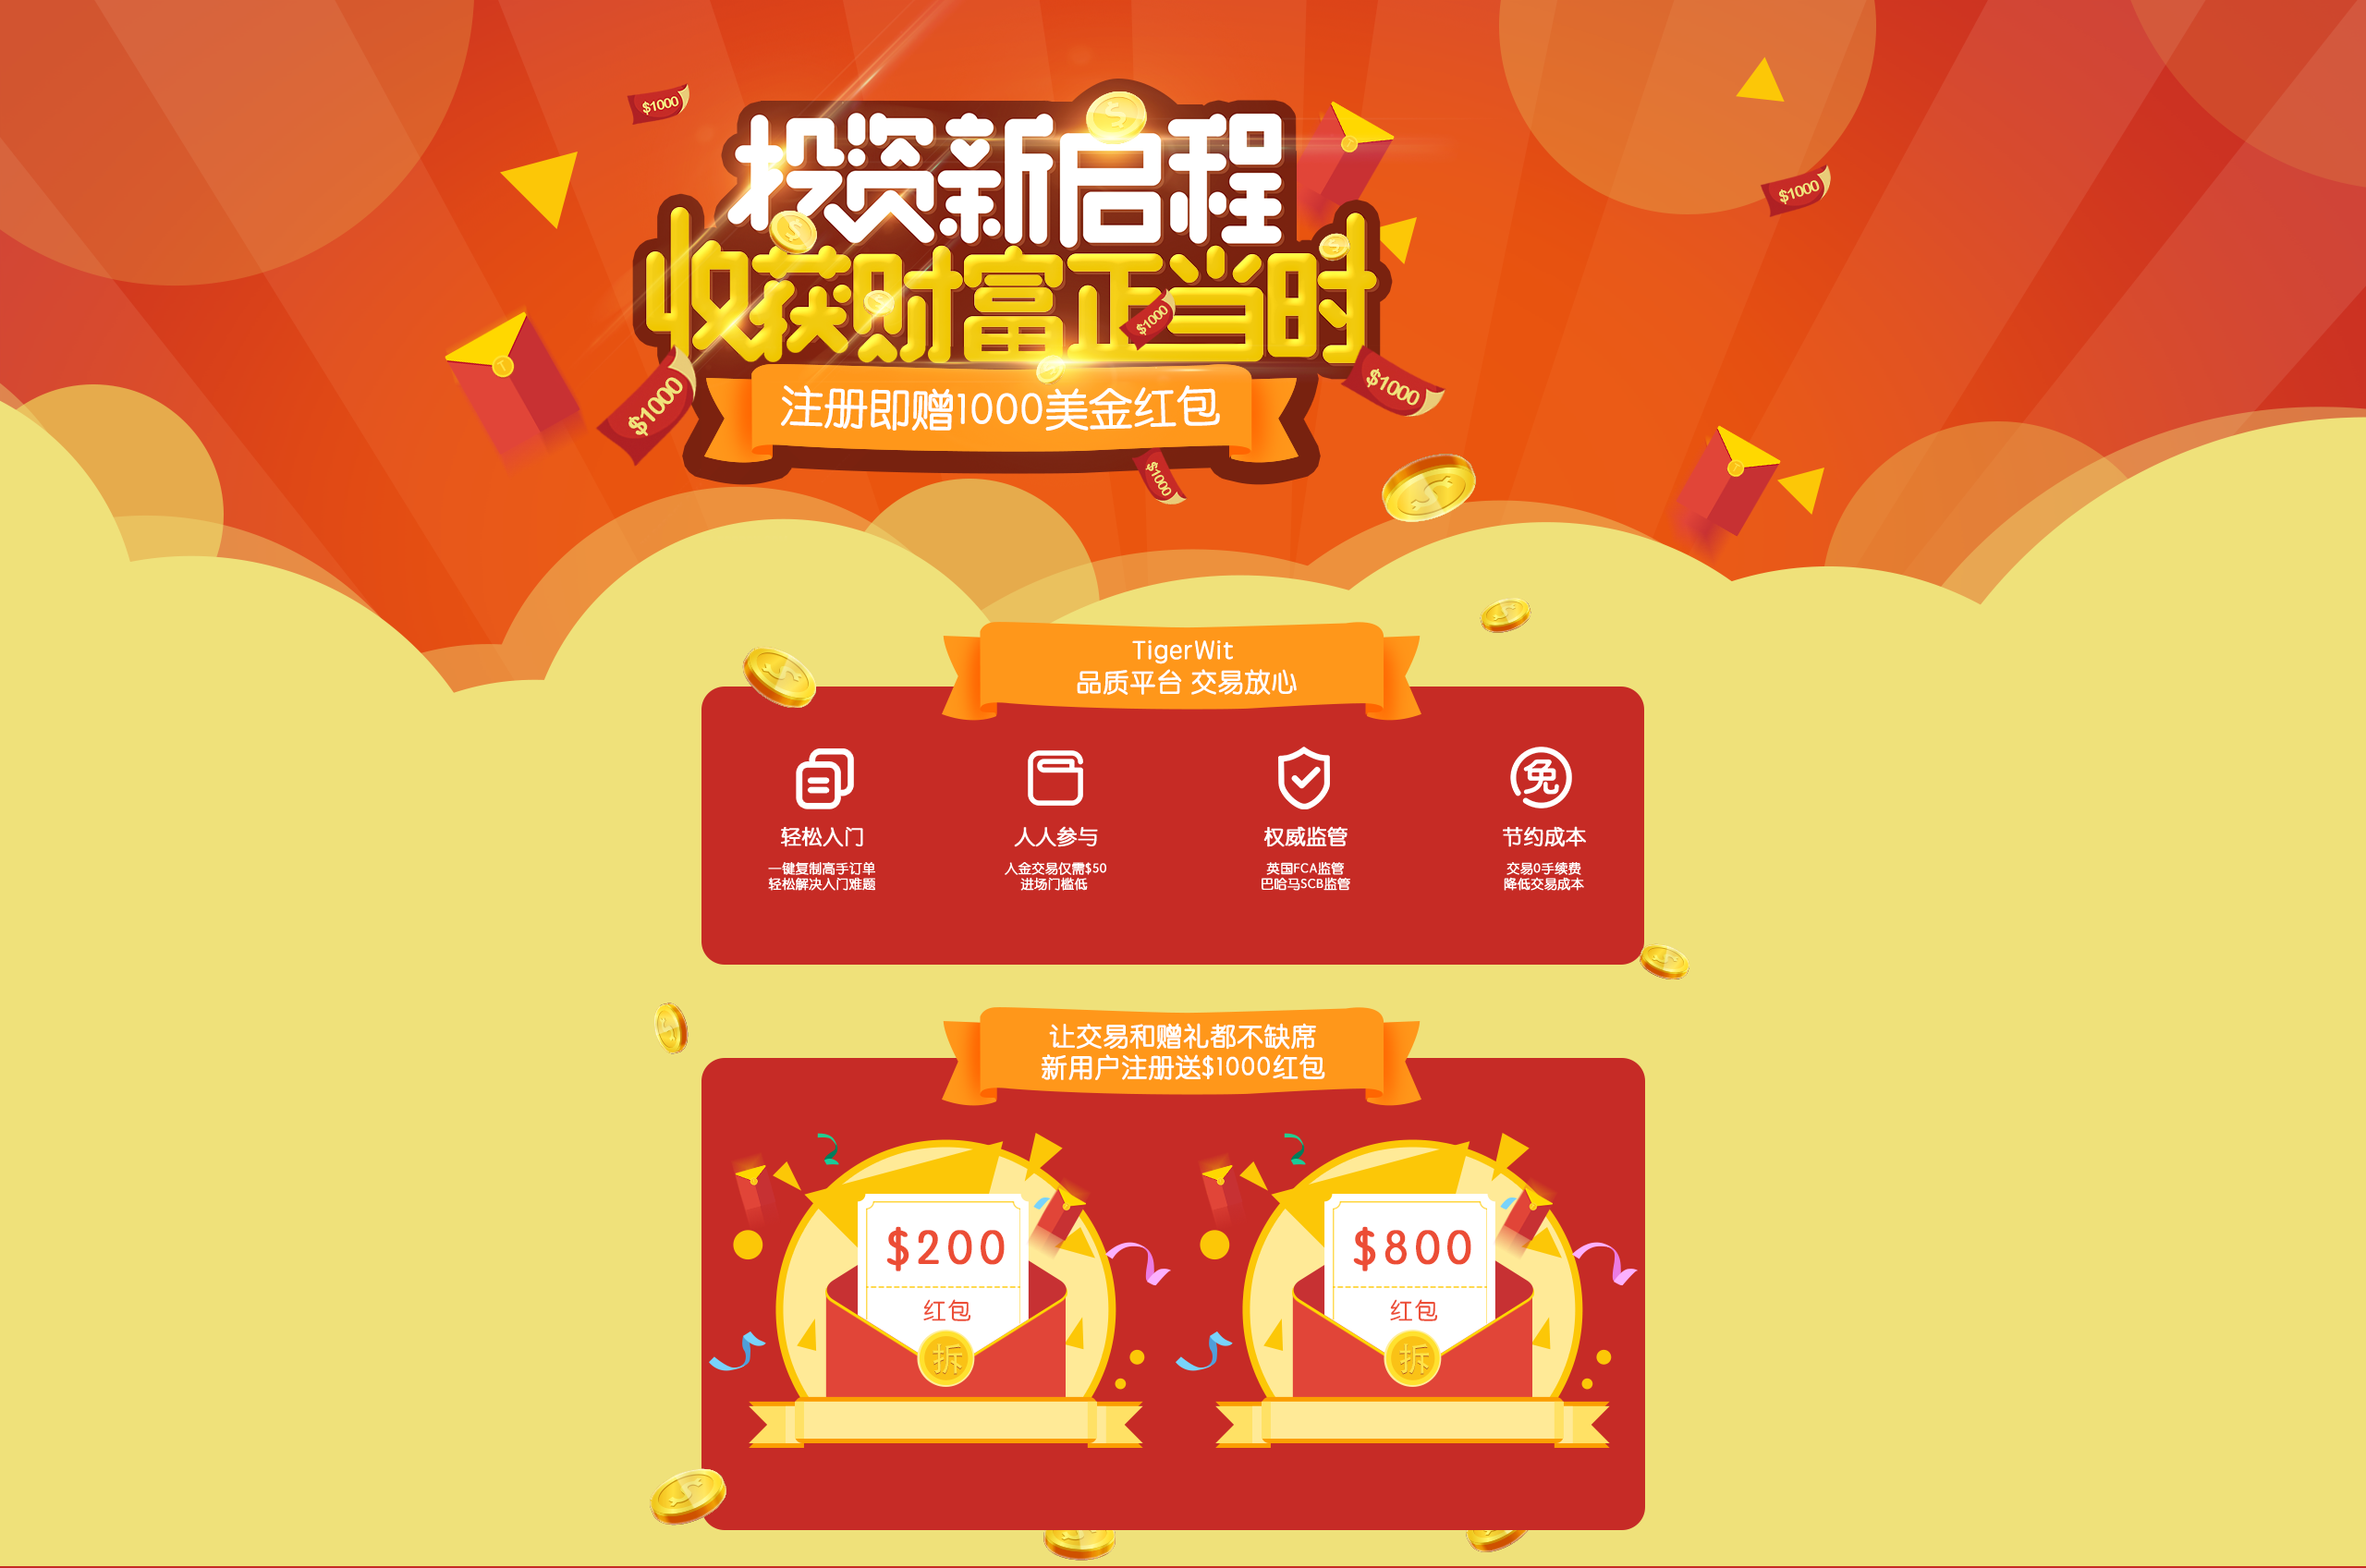 $1000
投资新启程
$1000
收获财富正当时
$1000
$1000
$1000
注册即赠1000美金红包
$1000
TigerWit
品质平台 交易放心
免
轻松入门
人人参与
权威监管
节约成本
一键复制高手订单
轻松解决入门难题
入金交易仅需$50
进场门槛低
英国FCA监管
巴哈马SCB监管
交易0手续费
降低交易成本
让交易和赠礼都不缺席
新用户注册送$1000红包
$200
红包
拆
$800
红包
拆